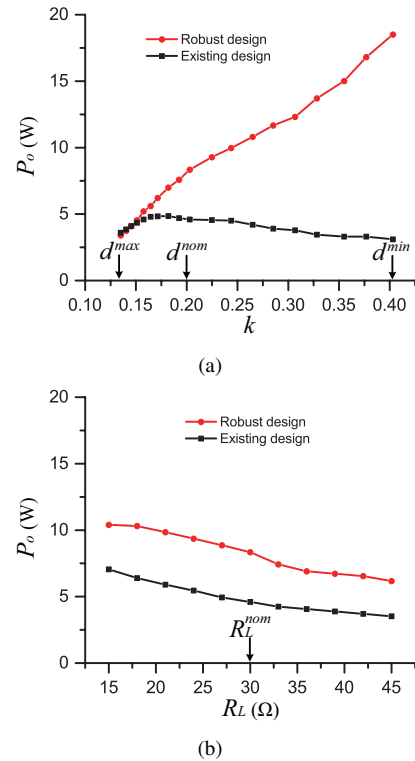 20
15
10
5
0
P_o (W)
Robust design
Existing design
d^max
d^nom
d^min
0.10 0.15 0.20 0.25 0.30 0.35 0.40
k
(a)
20
15
10
5
0
P_o (W)
Robust design
Existing design
R_L^nom
15 20 25 30 35 40 45
R_L (Ω)
(b)